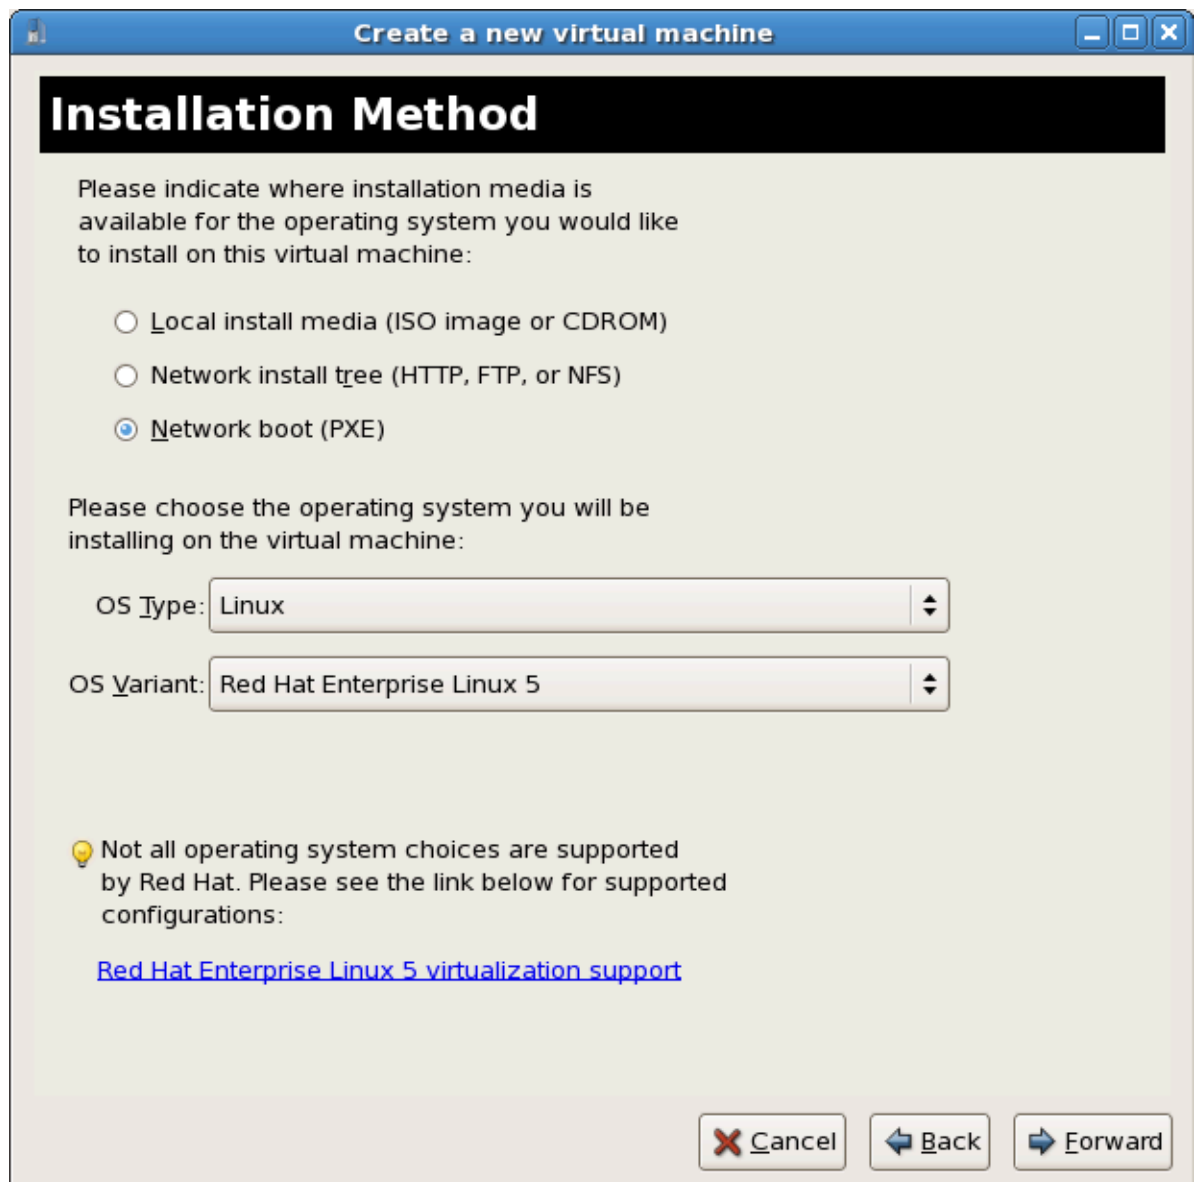 Create a new virtual machine
Installation Method
Please indicate where installation media is
available for the operating system you would like
to install on this virtual machine:
Local install media (ISO image or CDROM)
Network install tree (HTTP, FTP, or NFS)
Network boot (PXE)
Please choose the operating system you will be
installing on the virtual machine:
OS Type: Linux
OS Variant: Red Hat Enterprise Linux 5
Not all operating system choices are supported
by Red Hat. Please see the link below for supported
configurations:
Red Hat Enterprise Linux 5 virtualization support
Cancel Back Forward